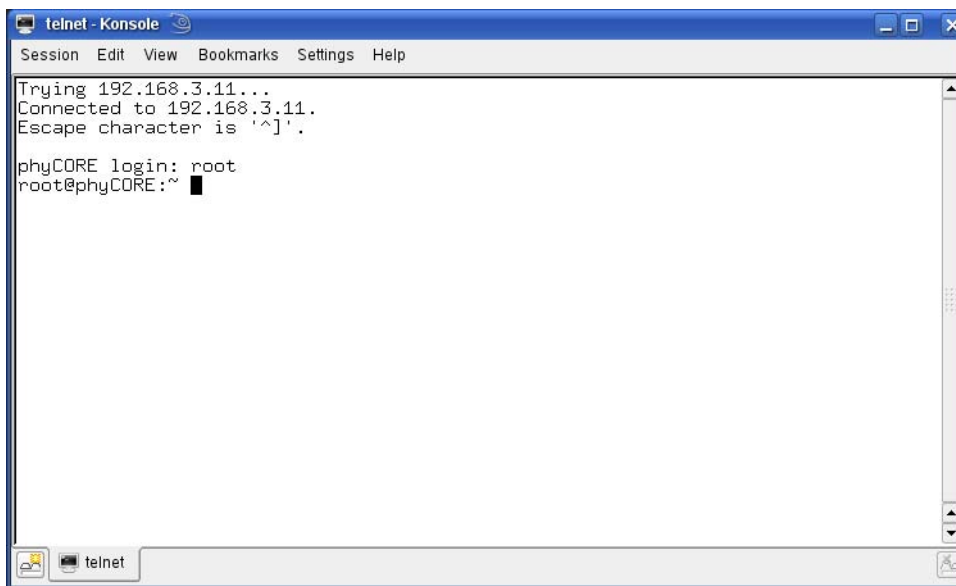 telnet - Konsole
Session Edit View Bookmarks Settings Help
Trying 192.168.3.11...
Connected to 192.168.3.11.
Escape character is '^]'.
phyCORE login: root
root@phyCORE:~
telnet